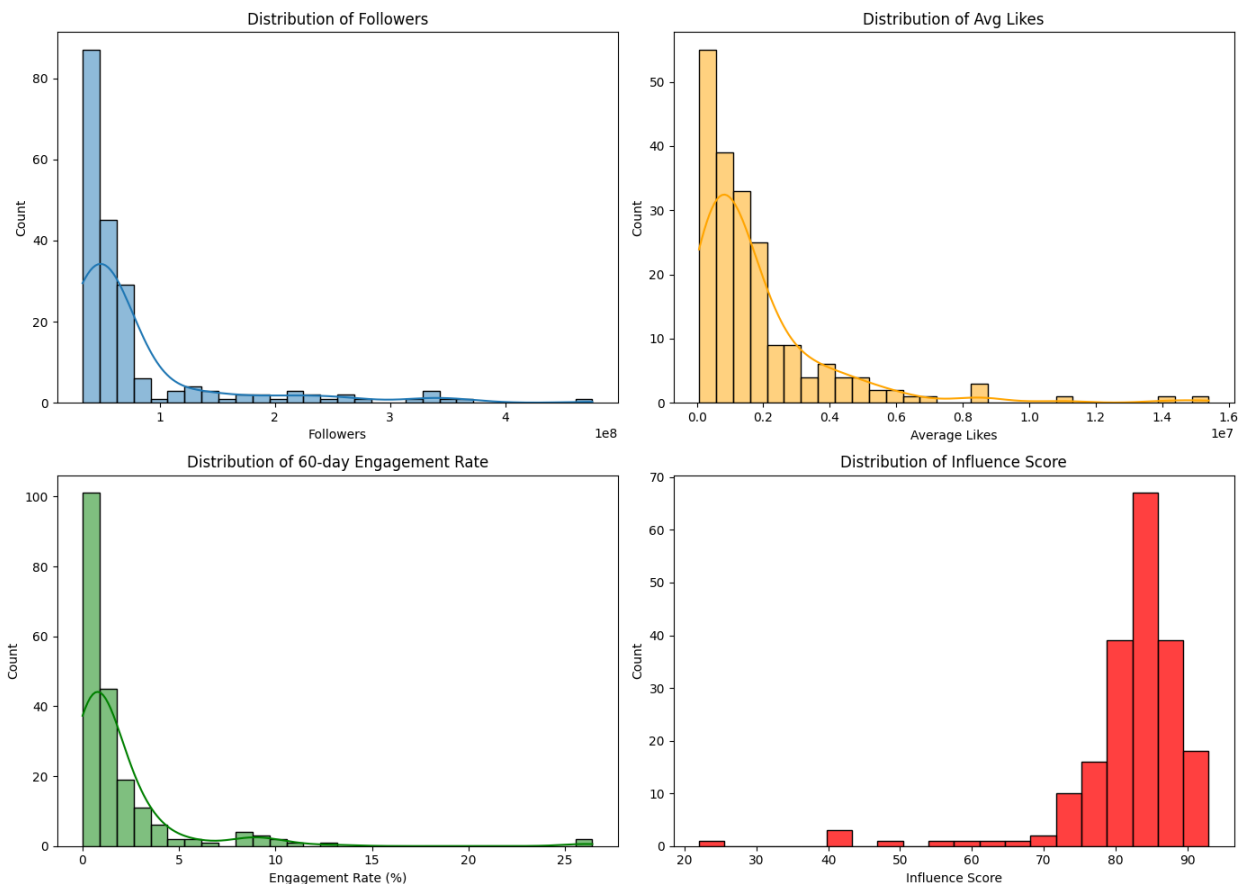 Distribution of Followers
Count
80
60
40
20
0
1 2 3 4
1e8
Followers
Distribution of Avg Likes
Count
50
40
30
20
10
0
0.0 0.2 0.4 0.6 0.8 1.0 1.2 1.4 1.6
1e7
Average Likes
Distribution of 60-day Engagement Rate
Count
100
80
60
40
20
0
0 5 10 15 20 25
Engagement Rate (%)
Distribution of Influence Score
Count
70
60
50
40
30
20
10
0
20 30 40 50 60 70 80 90
Influence Score